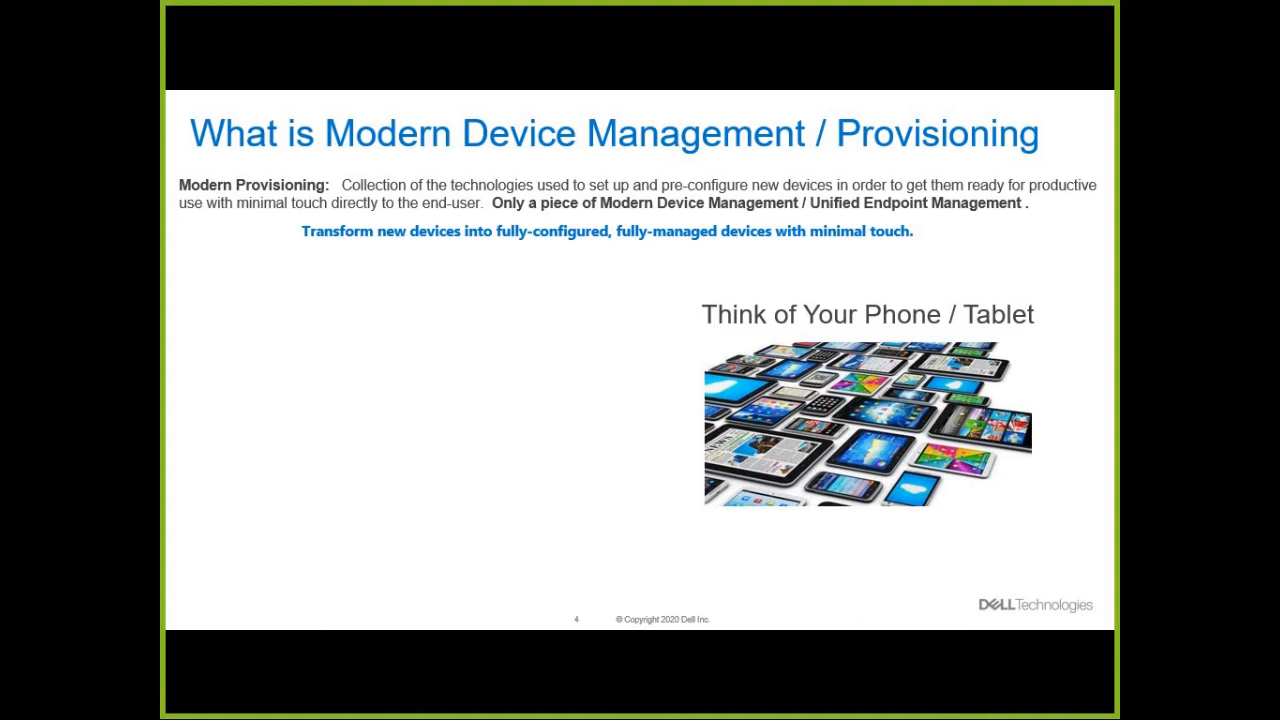 What is Modern Device Management / Provisioning
Modern Provisioning: Collection of the technologies used to set up and pre-configure new devices in order to get them ready for productive
use with minimal touch directly to the end-user. Only a piece of Modern Device Management / Unified Endpoint Management .
Transform new devices into fully-configured, fully-managed devices with minimal touch.
Think of Your Phone / Tablet
DELLTechnologies
4 © Copyright 2020 Dell Inc.